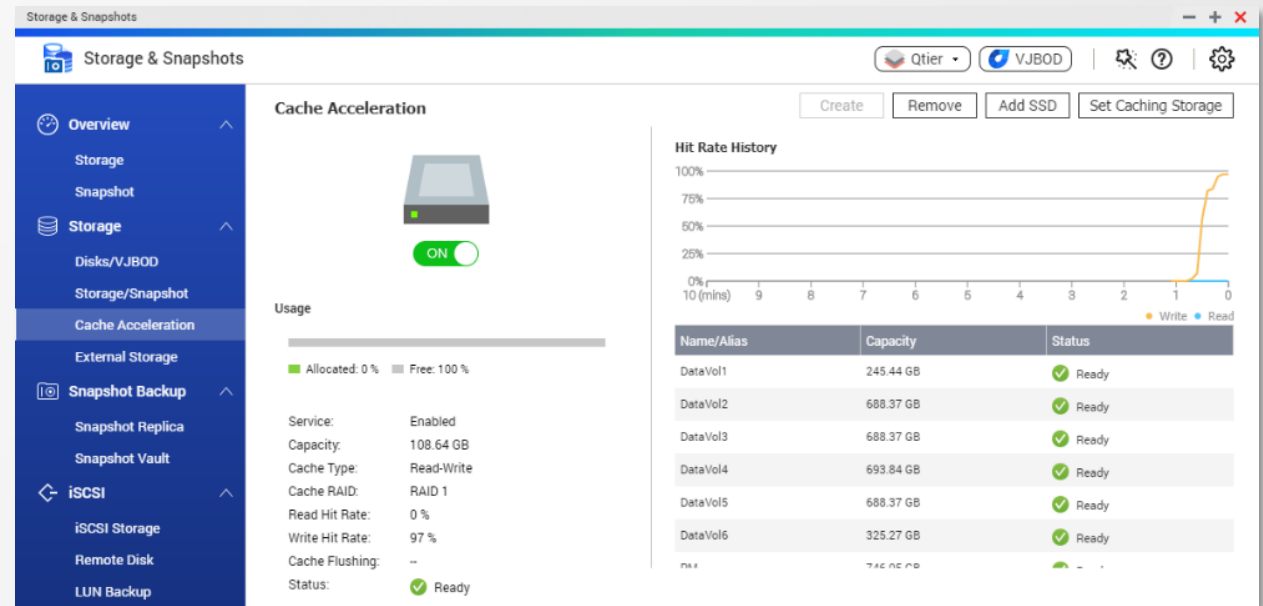 Storage & Snapshots
Storage & Snapshots
Qtier
VJBOD
Overview
Storage
Snapshot
Storage
Disks/VJBOD
Storage/Snapshot
Cache Acceleration
External Storage
Snapshot Backup
Snapshot Replica
Snapshot Vault
iSCSI
iSCSI Storage
Remote Disk
LUN Backup
Cache Acceleration
Create Remove Add SSD Set Caching Storage
ON
Usage
Allocated: 0 % Free: 100 %
Service: Enabled
Capacity: 108.64 GB
Cache Type: Read-Write
Cache RAID: RAID 1
Read Hit Rate: 0 %
Write Hit Rate: 97 %
Cache Flushing: --
Status: Ready
Hit Rate History
100%
75%
50%
25%
0%
10 (mins) 9 8 7 6 5 4 3 2 1 0
Write Read
Name/Alias Capacity Status
DataVol1 245.44 GB Ready
DataVol2 688.37 GB Ready
DataVol3 688.37 GB Ready
DataVol4 693.84 GB Ready
DataVol5 688.37 GB Ready
DataVol6 325.27 GB Ready